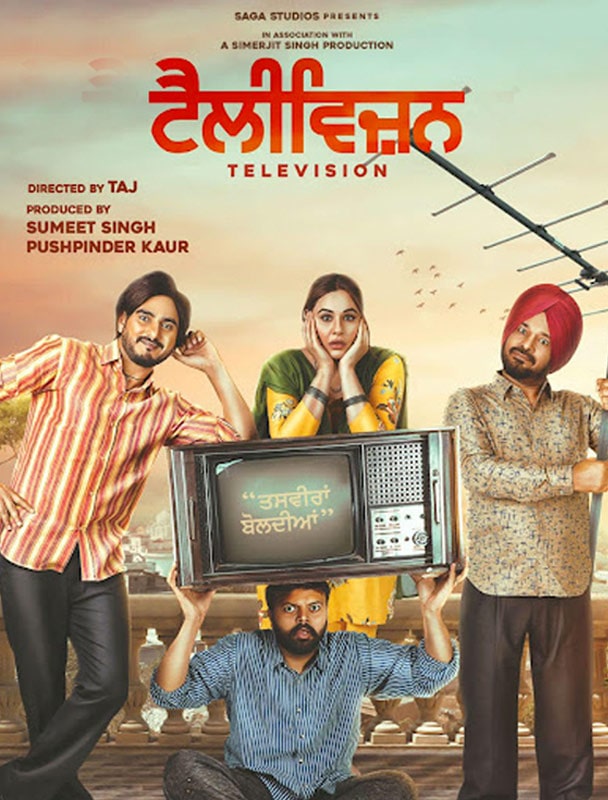 SAGA STUDIOS PRESENTS
IN ASSOCIATION WITH
A SIMERJIT SINGH PRODUCTION
ਟੈਲੀਵਿਜ਼ਨ
TELEVISION
DIRECTED BY TAJ
PRODUCED BY
SUMEET SINGH
PUSHPINDER KAUR
“ ਤਸਵੀਰਾਂ
ਬੋਲਦੀਆਂ ”